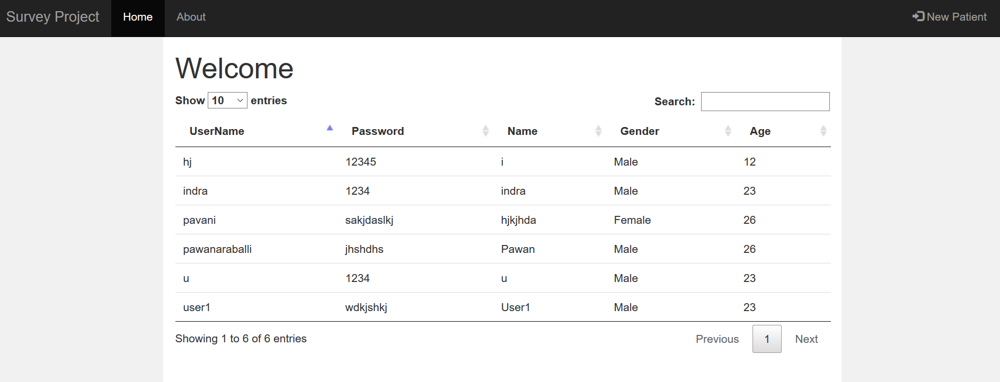 Survey Project Home About New Patient
Welcome
Show 10 entries Search:
UserName Password Name Gender Age
hj 12345 i Male 12
indra 1234 indra Male 23
pavani sakjdaslkj hjkjhda Female 26
pawanaraballi jhshdhs Pawan Male 26
u 1234 u Male 23
user1 wdkjshkj User1 Male 23
Showing 1 to 6 of 6 entries Previous 1 Next